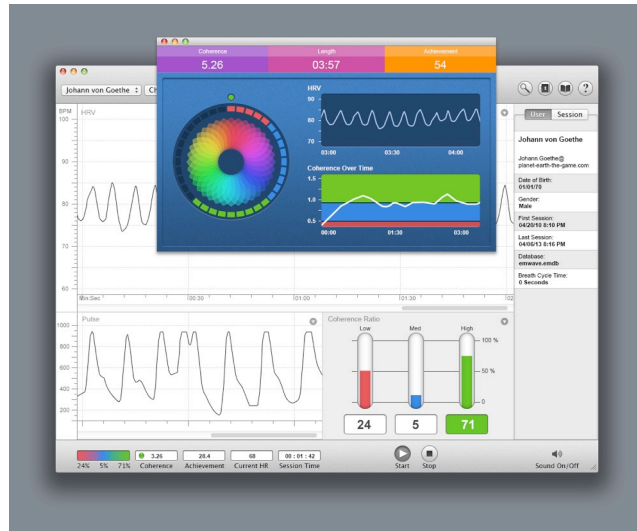 Coherence Length Achievement
5.26 03:57 54
HRV
90
80
70
03:00 03:30 04:00
Coherence Over Time
1.5
1.0
0.5
00:00 01:30 03:00
Johann von Goethe
BPM HRV
100
90
80
70
60
Min:Sec 00:30 01:00 01:30
User Session
Johann von Goethe
Johann.Goethe@
planet-earth-the-game.com
Date of Birth:
01/01/70
Gender:
Male
First Session:
04/20/10 8:10 PM
Last Session:
04/06/13 8:16 PM
Database:
emwave.emdb
Breath Cycle Time:
0 Seconds
Pulse
1000
800
600
400
200
Coherence Ratio
Low Med High
100 %
50 %
0
24 5 71
24% 5% 71%
3.26 28.4 68 00 : 01 : 42
Coherence Achievement Current HR Session Time
Start Stop Sound On/Off